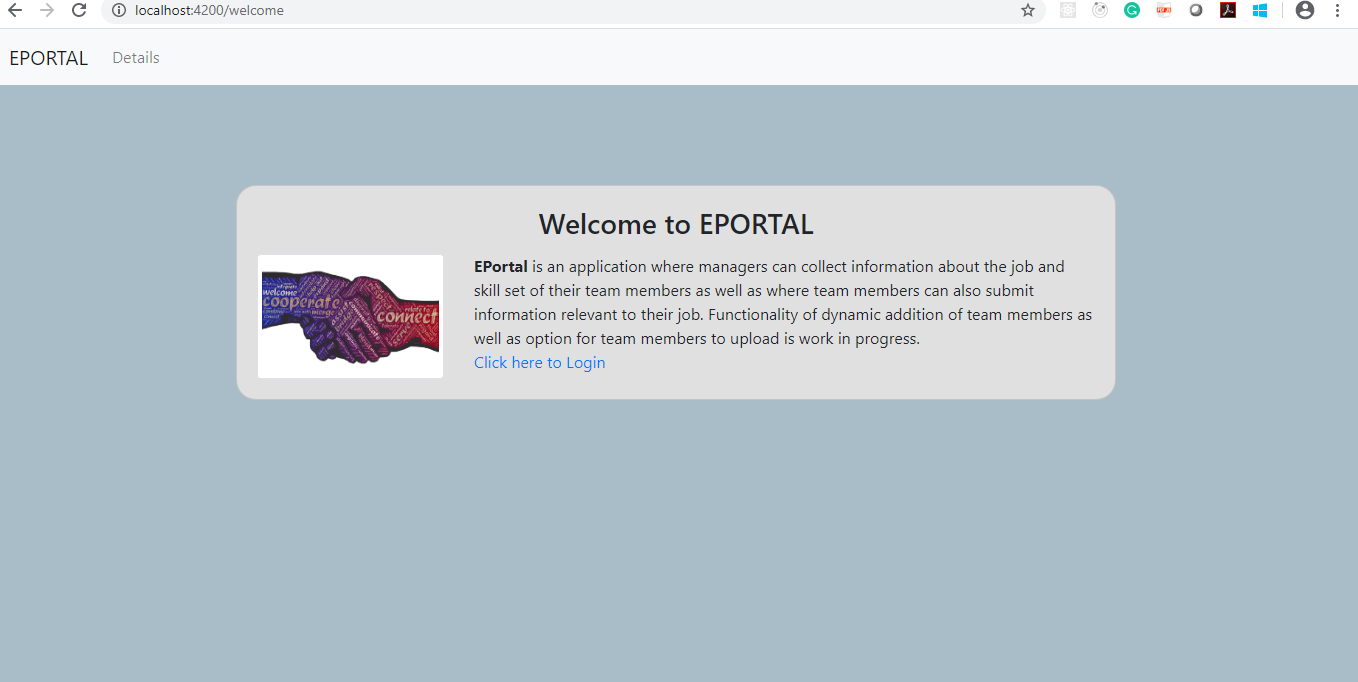 localhost:4200/welcome
EPORTAL Details
Welcome to EPORTAL
welcome
cooperate
merge
connect
EPortal is an application where managers can collect information about the job and
skill set of their team members as well as where team members can also submit
information relevant to their job. Functionality of dynamic addition of team members as
well as option for team members to upload is work in progress.
Click here to Login